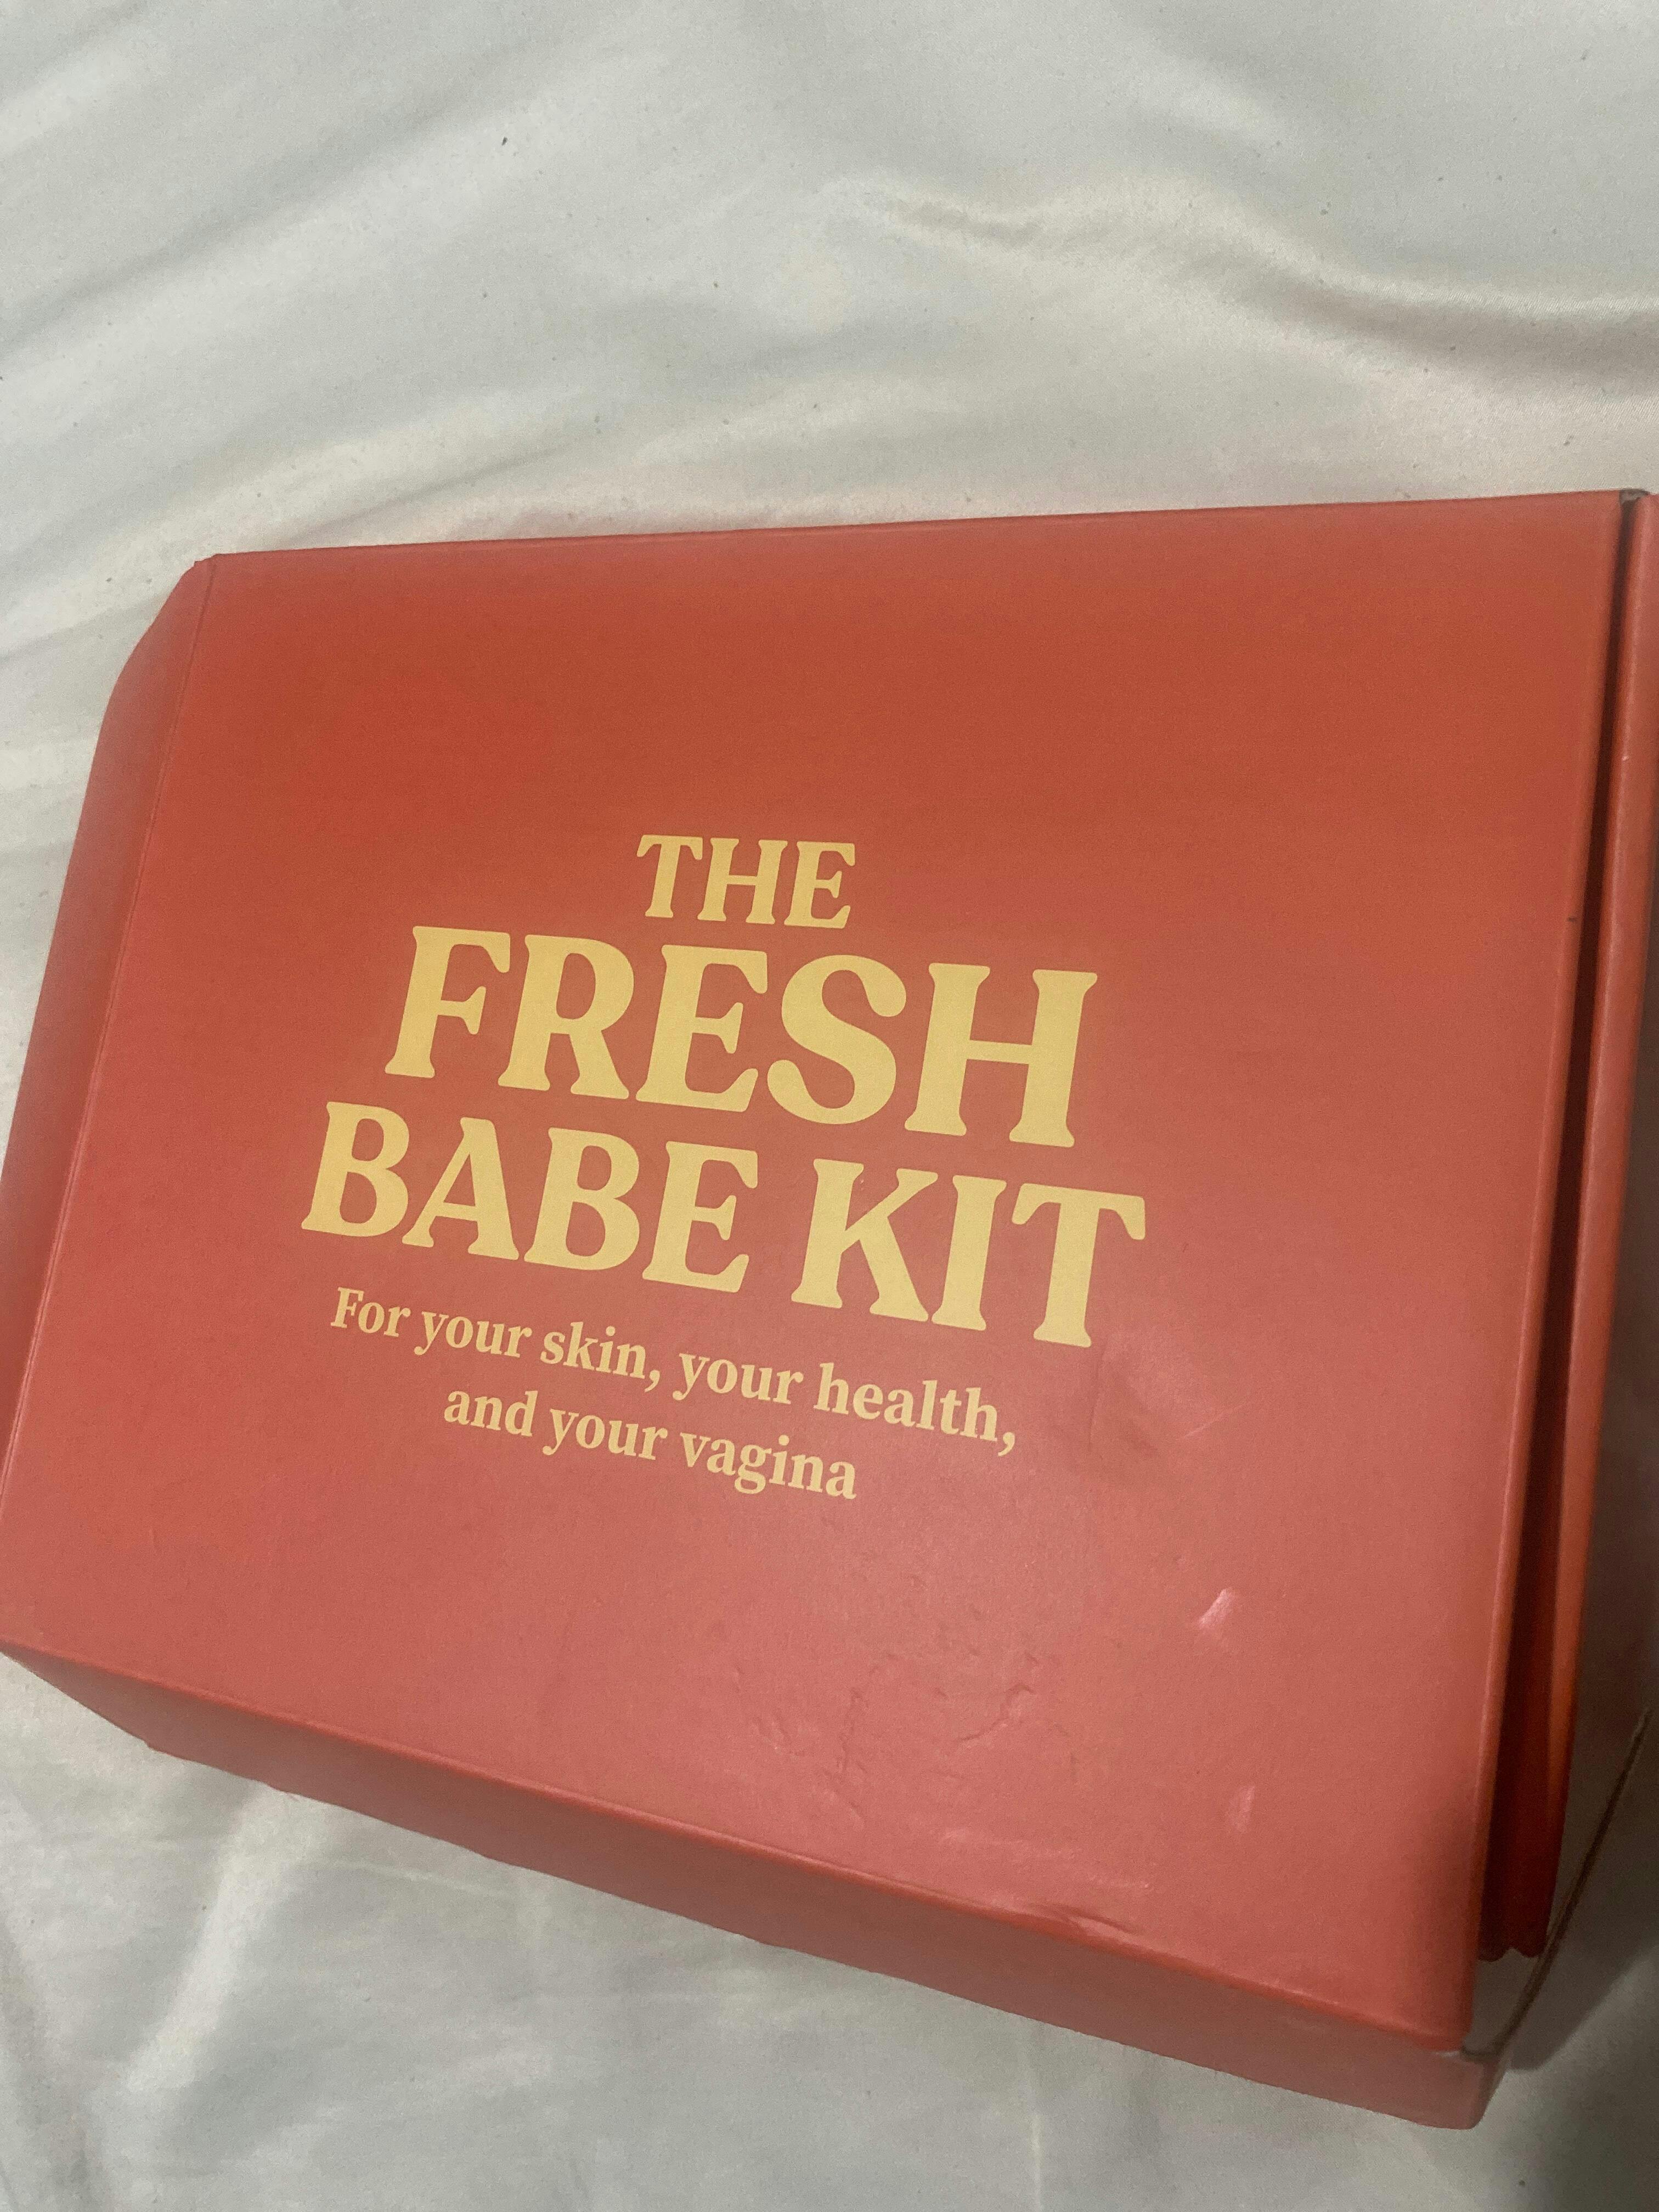 THE
FRESH
BABE KIT
For your skin, your health,
and your vagina